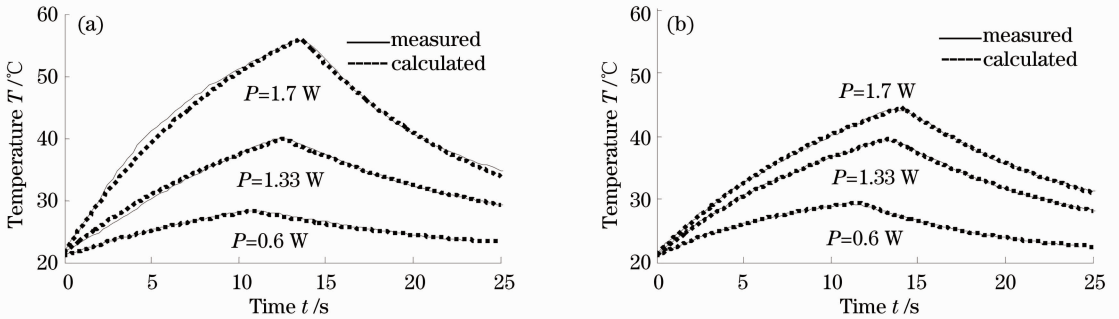 60
(a)
measured
calculated
50
P=1.7 W
40
P=1.33 W
30
P=0.6 W
20
0 5 10 15 20 25
Temperature T /℃
Time t /s
60
(b)
measured
calculated
50
P=1.7 W
40
P=1.33 W
30
P=0.6 W
20
0 5 10 15 20 25
Temperature T /℃
Time t /s